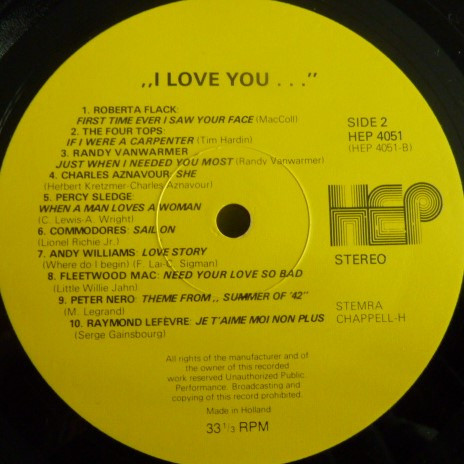 ,,I LOVE YOU . . ."
1. ROBERTA FLACK:
FIRST TIME EVER I SAW YOUR FACE (MacColl)
2. THE FOUR TOPS:
IF I WERE A CARPENTER (Tim Hardin)
3. RANDY VANWARMER
JUST WHEN I NEEDED YOU MOST (Randy Vanwarmer)
4. CHARLES AZNAVOUR: SHE
(Herbert Kretzmer-Charles Aznavour)
5. PERCY SLEDGE:
WHEN A MAN LOVES A WOMAN
(C. Lewis-A. Wright)
6. COMMODORES: SAIL ON
(Lionel Richie Jr.)
7. ANDY WILLIAMS: LOVE STORY
(Where do I begin) (F. Lai-C. Sigman)
8. FLEETWOOD MAC: NEED YOUR LOVE SO BAD
(Little Willie Jahn)
9. PETER NERO: THEME FROM ,, SUMMER OF '42"
(M. Legrand)
10. RAYMOND LEFÈVRE: JE T'AIME MOI NON PLUS
(Serge Gainsbourg)
SIDE 2
HEP 4051
(HEP 4051-B)
HEP
STEREO
STEMRA
CHAPPELL-H
All rights of the manufacturer and of
the owner of this recorded
work reserved Unauthorized Public
Performance. Broadcasting and
copying of this record prohibited.
Made in Holland
33 1/3 RPM